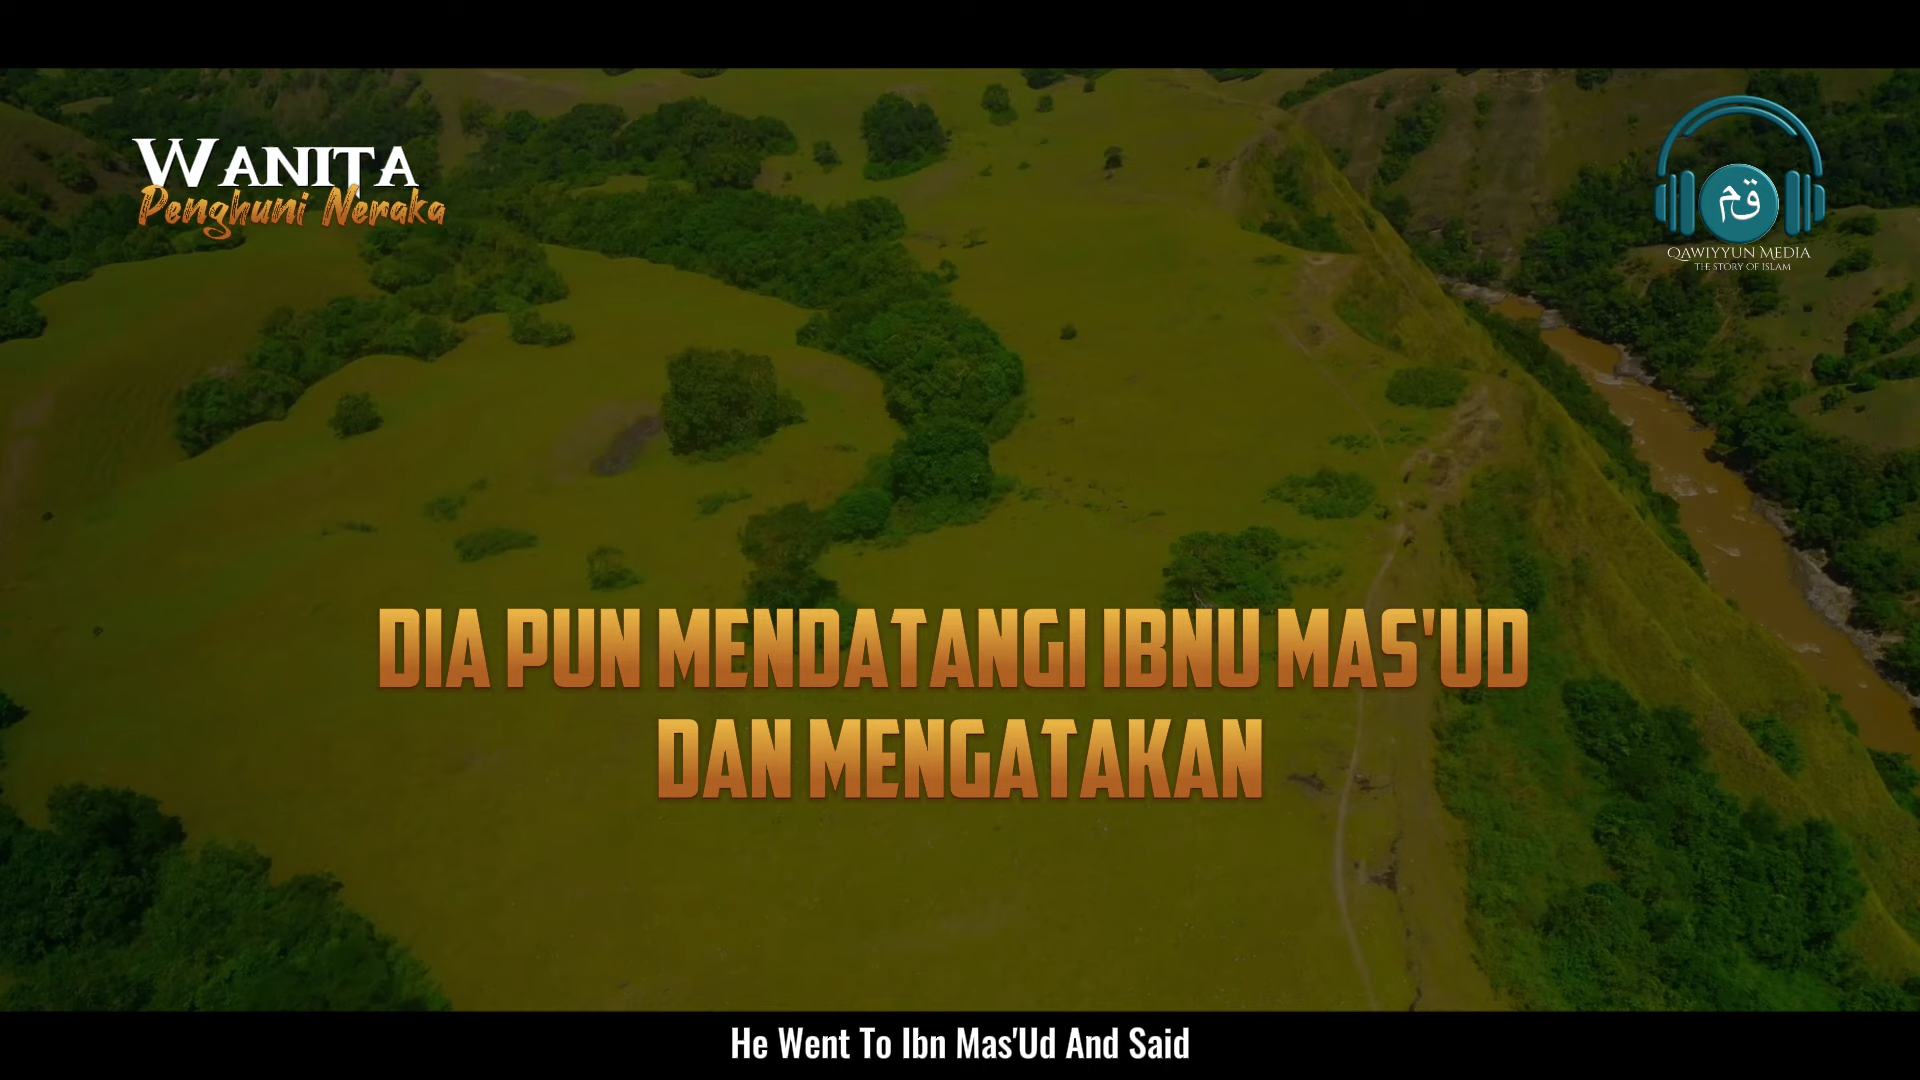 WANITA
Penghuni Neraka
قم
QAWIYYUN MEDIA
THE STORY OF ISLAM
DIA PUN MENDATANGI IBNU MAS'UD
DAN MENGATAKAN
He Went To Ibn Mas'Ud And Said